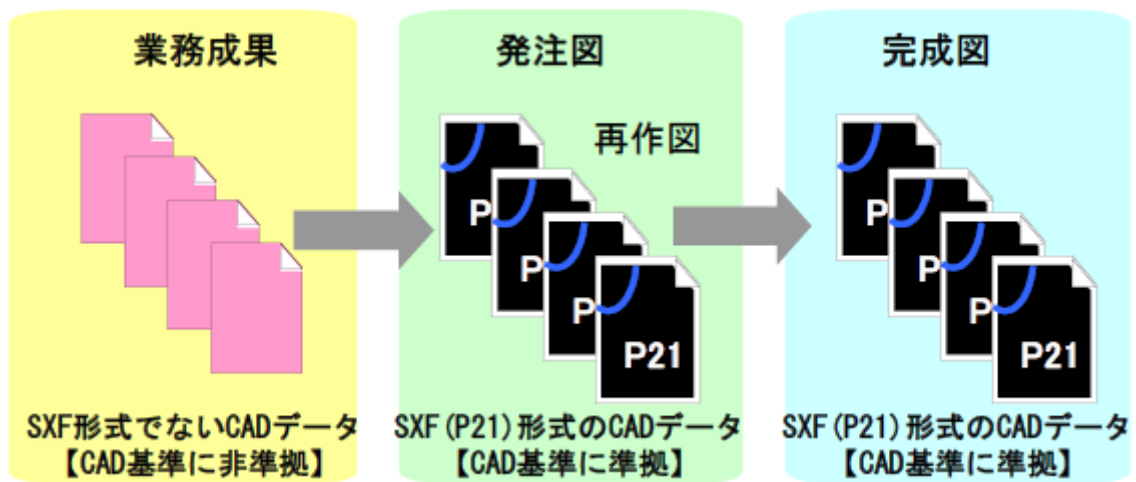 業務成果
SXF形式でないCADデータ
【CAD基準に非準拠】
発注図
再作図
P
P
P
P21
SXF(P21)形式のCADデータ
【CAD基準に準拠】
完成図
P
P
P
P21
SXF(P21)形式のCADデータ
【CAD基準に準拠】